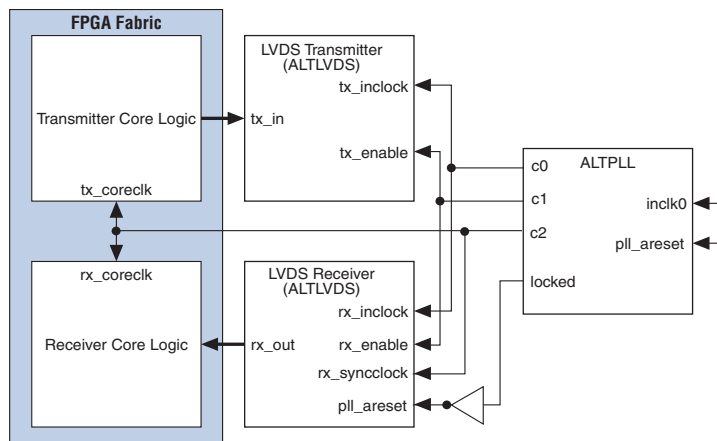 FPGA Fabric
Transmitter Core Logic
tx_coreclk
LVDS Transmitter
(ALTLVDS)
tx_inclock
tx_in
tx_enable
ALTPLL
c0
c1
c2
locked
inclk0
pll_areset
rx_coreclk
Receiver Core Logic
LVDS Receiver
(ALTLVDS)
rx_inclock
rx_out
rx_enable
rx_syncclock
pll_areset